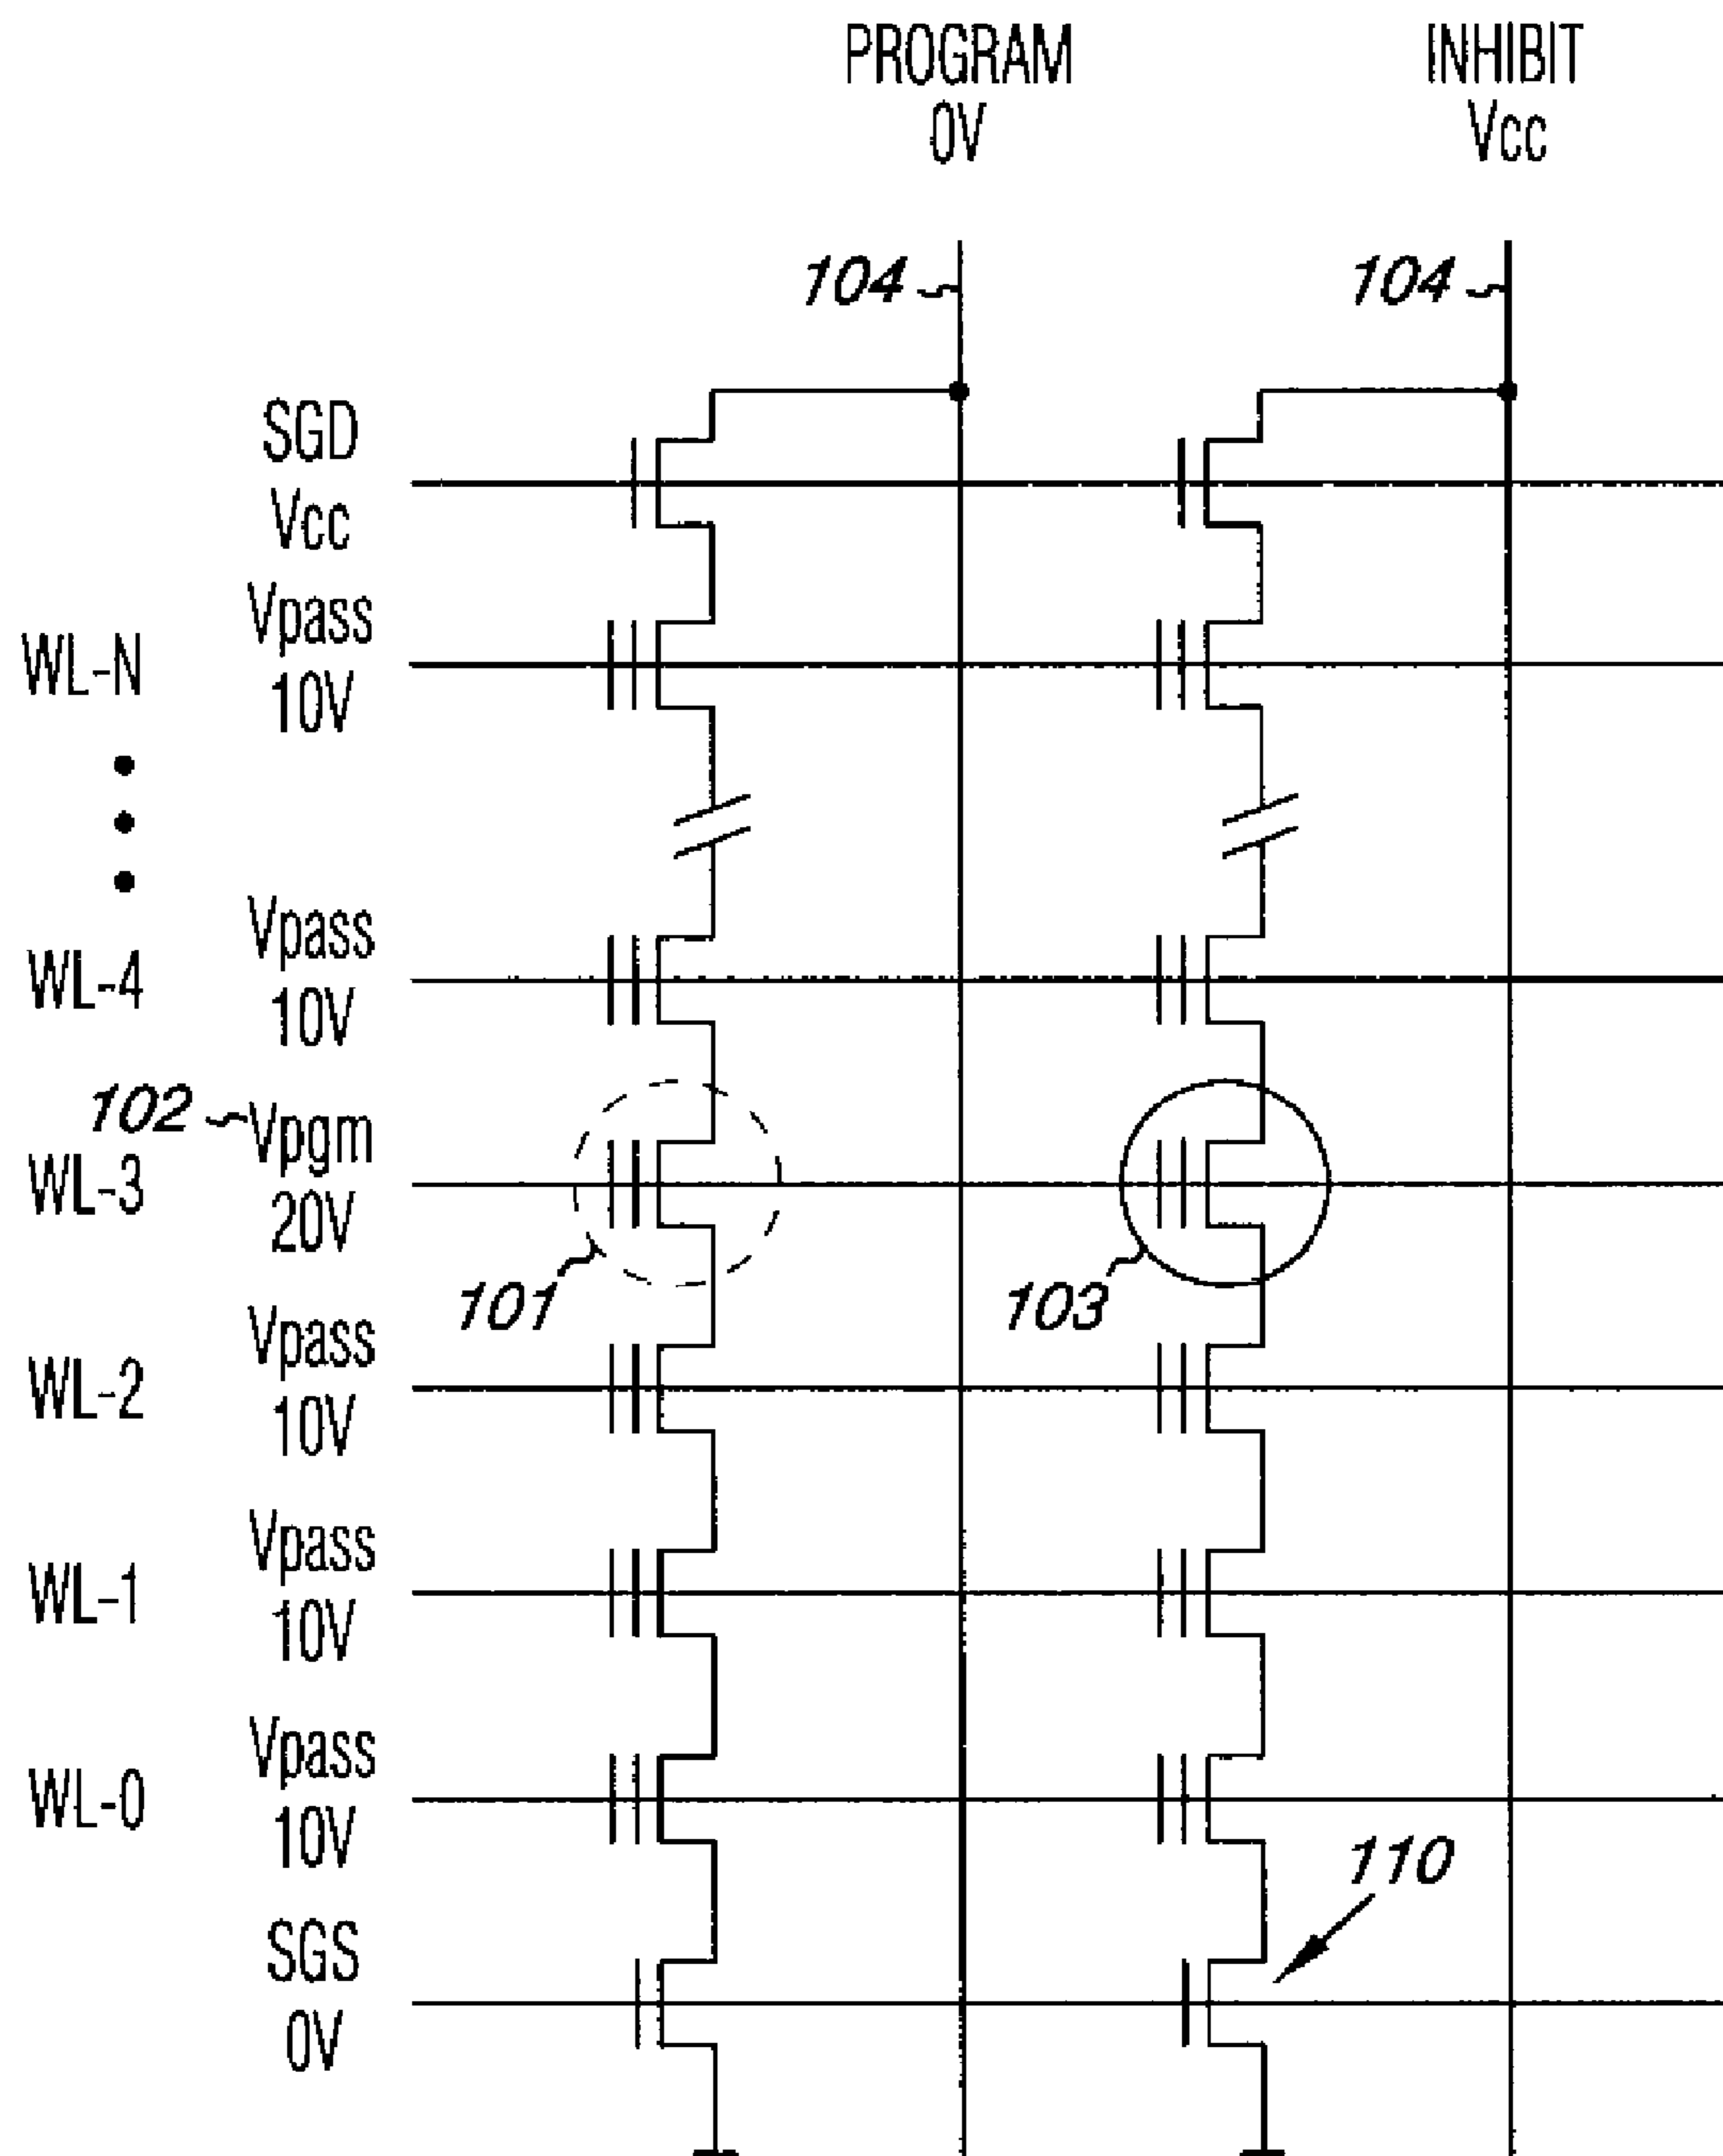 PROGRAM
0V
INHIBIT
Vcc
104
104
SGD
Vcc
WL-N
Vpass
10V
WL-4
Vpass
10V
102
WL-3
Vpgm
20V
101
103
WL-2
Vpass
10V
WL-1
Vpass
10V
WL-0
Vpass
10V
110
SGS
0V